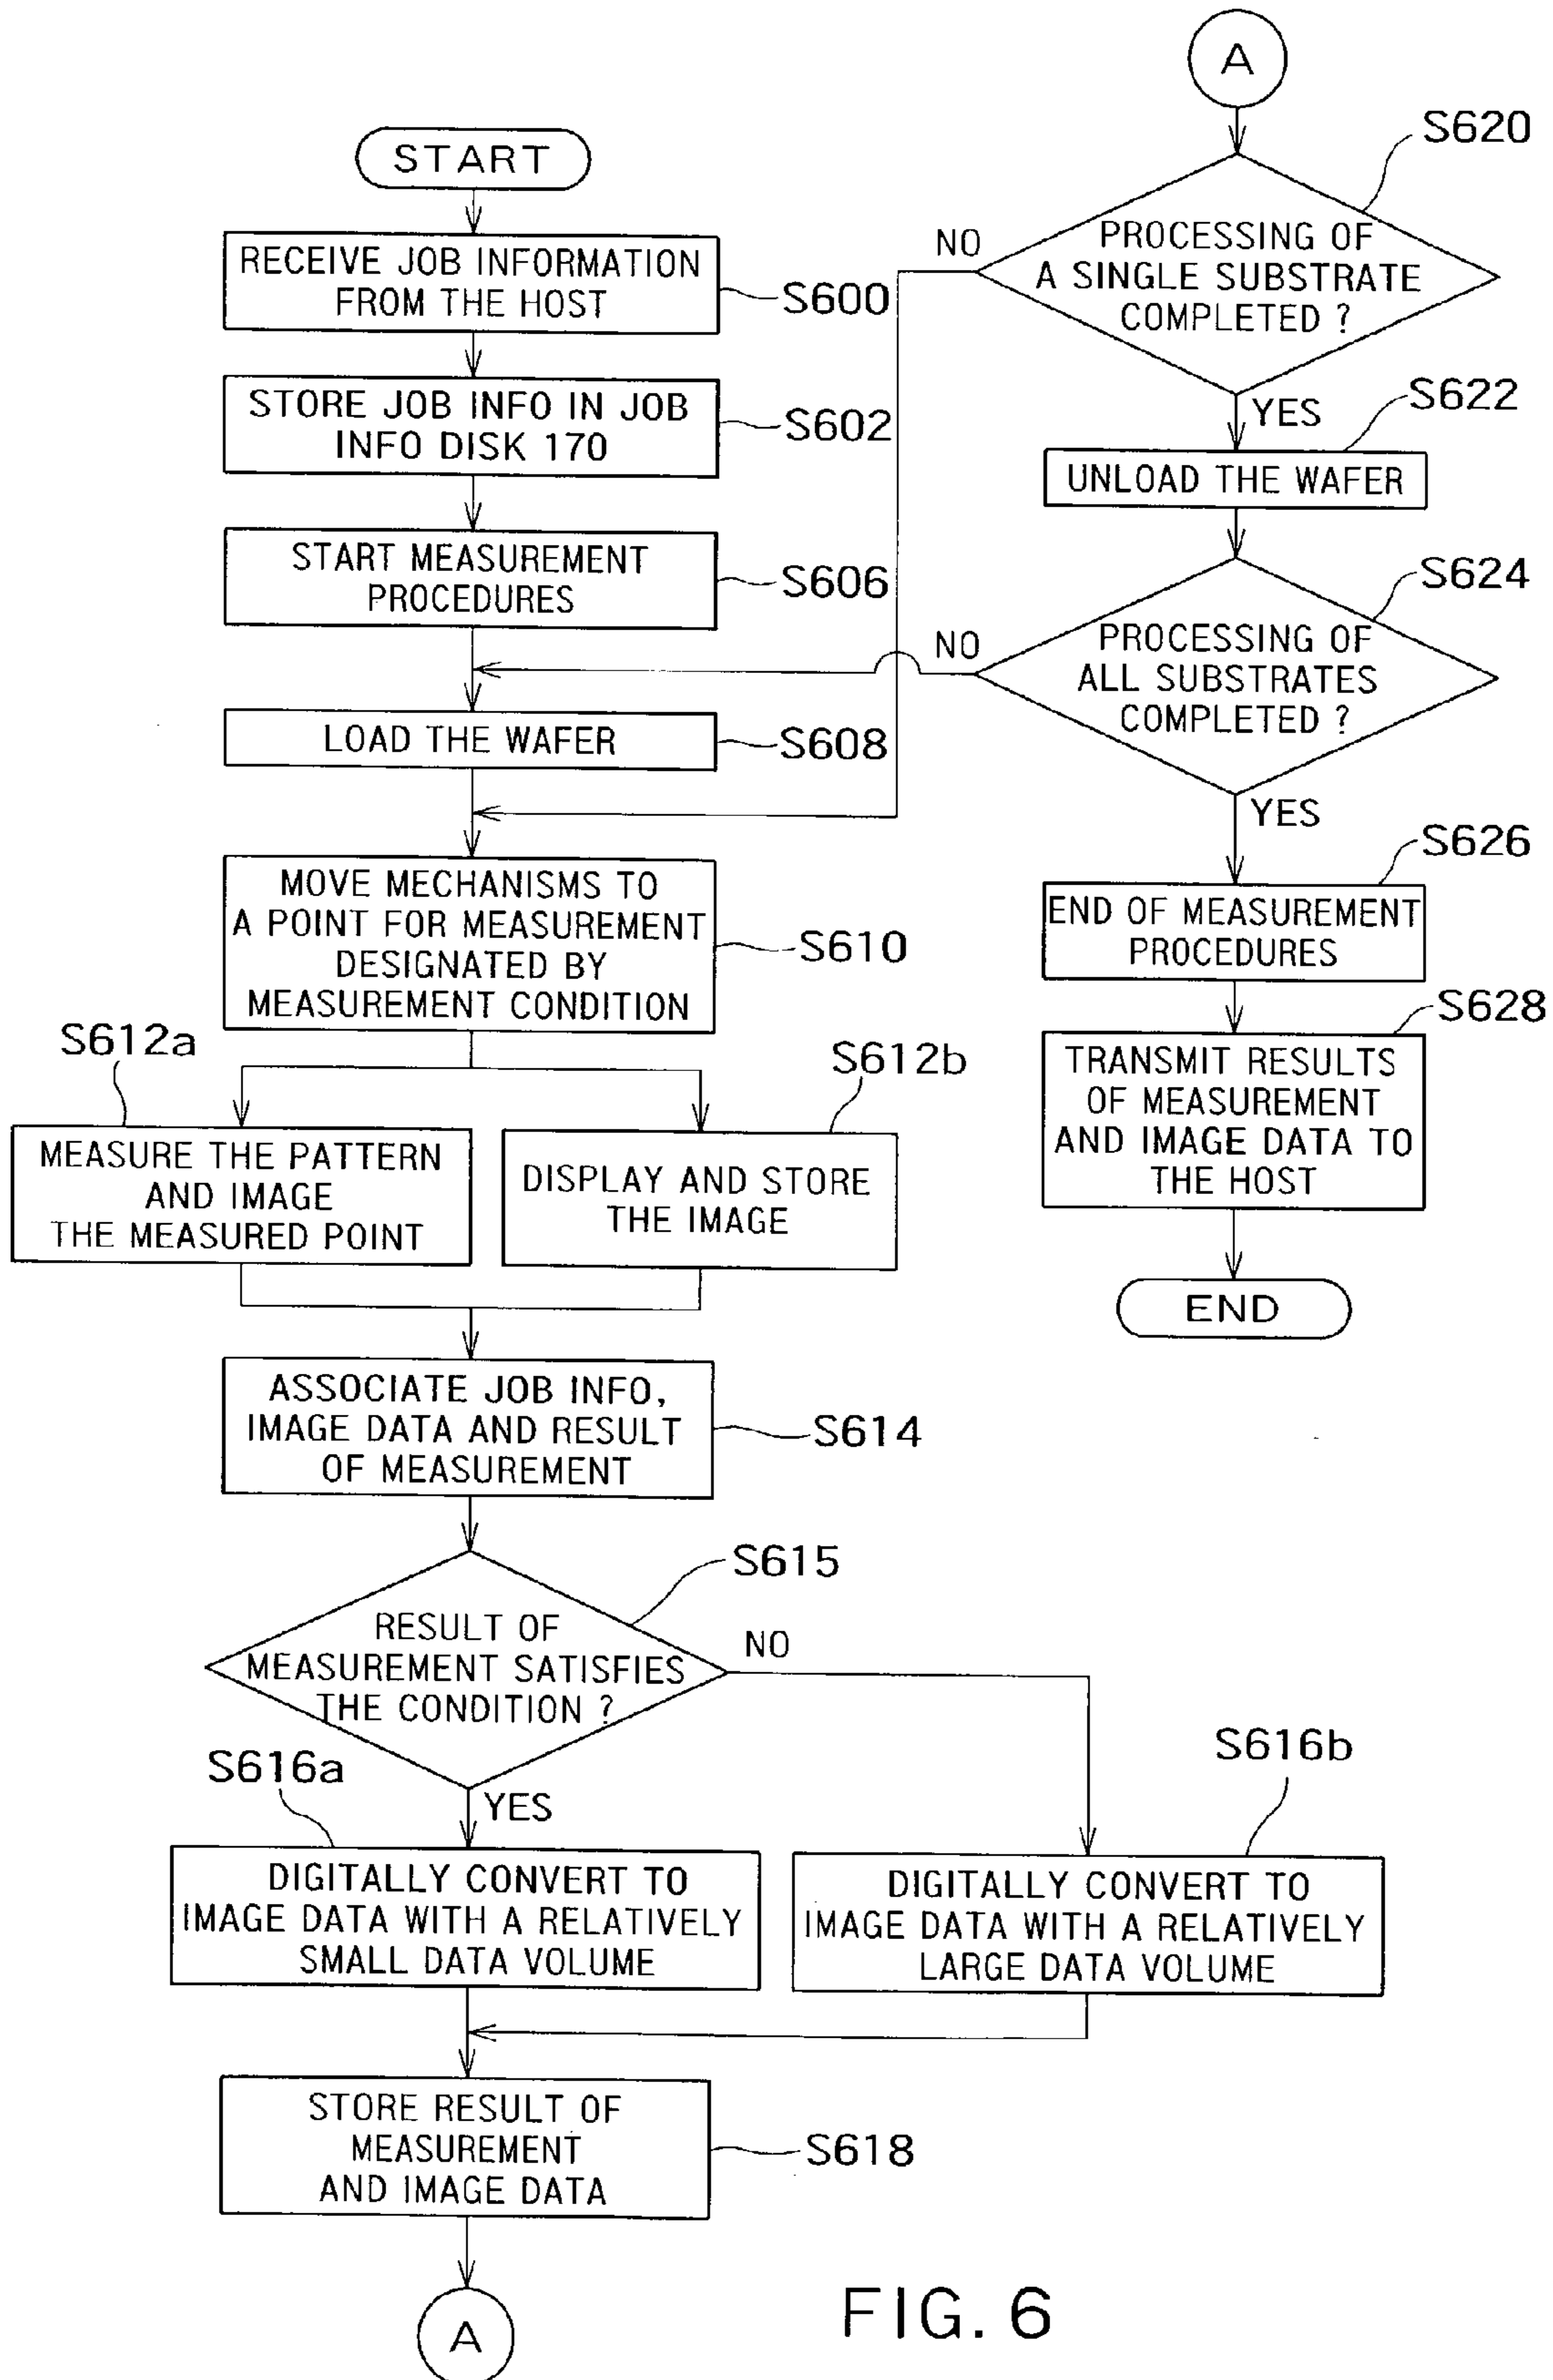 START
RECEIVE JOB INFORMATION
FROM THE HOST
S600
STORE JOB INFO IN JOB
INFO DISK 170
S602
START MEASUREMENT
PROCEDURES
S606
LOAD THE WAFER
S608
MOVE MECHANISMS TO
A POINT FOR MEASUREMENT
DESIGNATED BY
MEASUREMENT CONDITION
S610
S612a
MEASURE THE PATTERN
AND IMAGE
THE MEASURED POINT
S612b
DISPLAY AND STORE
THE IMAGE
ASSOCIATE JOB INFO,
IMAGE DATA AND RESULT
OF MEASUREMENT
S614
S615
RESULT OF
MEASUREMENT SATISFIES
THE CONDITION ?
NO
YES
S616a
DIGITALLY CONVERT TO
IMAGE DATA WITH A RELATIVELY
SMALL DATA VOLUME
S616b
DIGITALLY CONVERT TO
IMAGE DATA WITH A RELATIVELY
LARGE DATA VOLUME
STORE RESULT OF
MEASUREMENT
AND IMAGE DATA
S618
A
A
S620
PROCESSING OF
A SINGLE SUBSTRATE
COMPLETED ?
NO
YES
S622
UNLOAD THE WAFER
S624
PROCESSING OF
ALL SUBSTRATES
COMPLETED ?
NO
YES
S626
END OF MEASUREMENT
PROCEDURES
S628
TRANSMIT RESULTS
OF MEASUREMENT
AND IMAGE DATA TO
THE HOST
END
FIG. 6